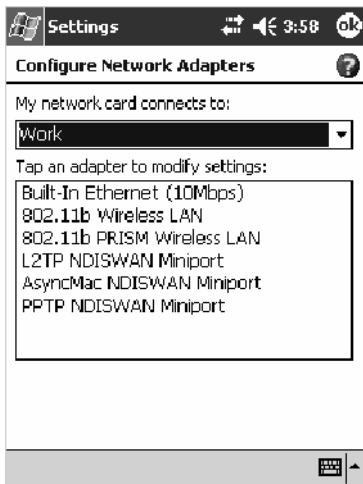 Settings 3:58 ok
Configure Network Adapters ?
My network card connects to:
Work
Tap an adapter to modify settings:
Built-In Ethernet (10Mbps)
802.11b Wireless LAN
802.11b PRISM Wireless LAN
L2TP NDISWAN Miniport
AsyncMac NDISWAN Miniport
PPTP NDISWAN Miniport